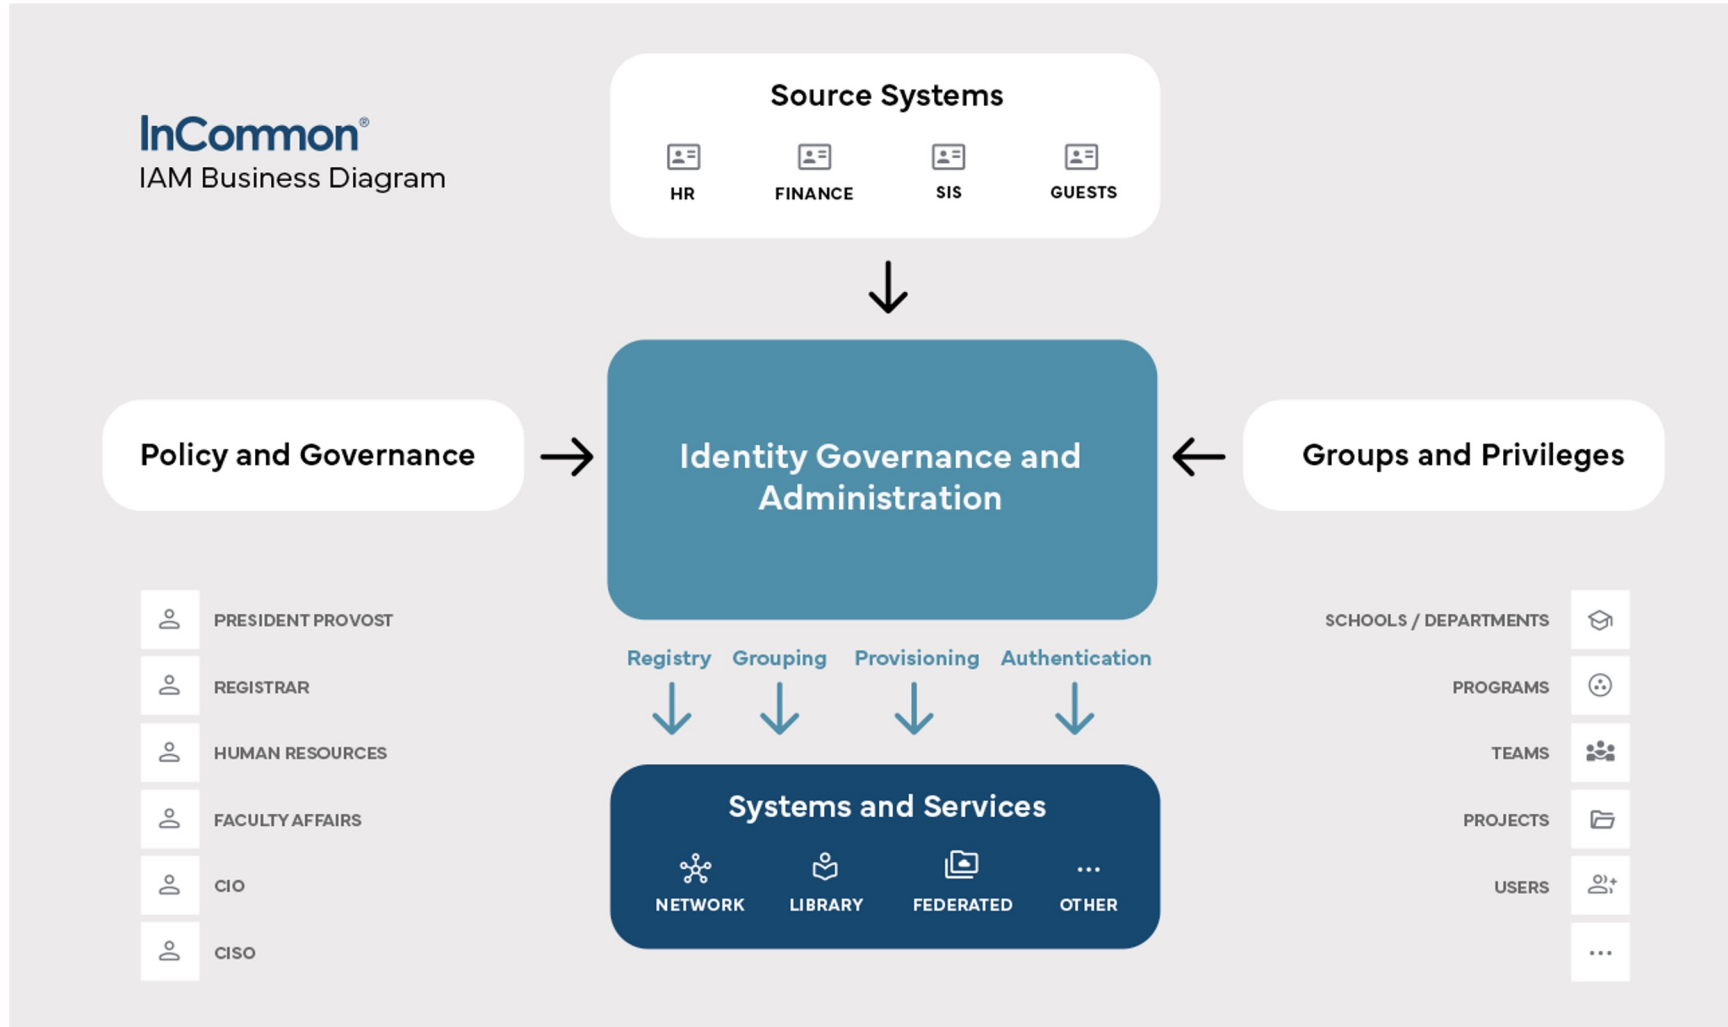 InCommon®
IAM Business Diagram
Source Systems
HR
FINANCE
SIS
GUESTS
Policy and Governance
Identity Governance and
Administration
Groups and Privileges
PRESIDENT PROVOST
REGISTRAR
HUMAN RESOURCES
FACULTY AFFAIRS
CIO
CISO
Registry
Grouping
Provisioning
Authentication
Systems and Services
NETWORK
LIBRARY
FEDERATED
OTHER
SCHOOLS / DEPARTMENTS
PROGRAMS
TEAMS
PROJECTS
USERS